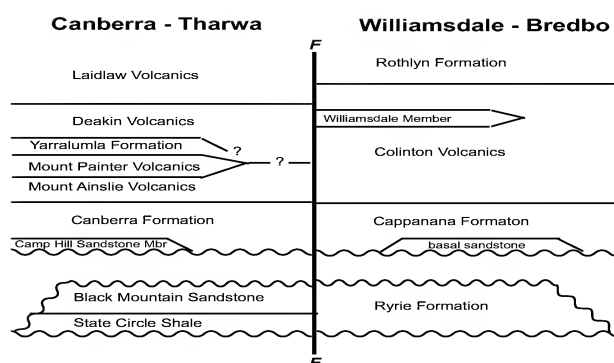 Canberra - Tharwa
Williamsdale - Bredbo
F
Laidlaw Volcanics
Rothlyn Formation
Deakin Volcanics
Williamsdale Member
Yarralumla Formation
?
Mount Painter Volcanics
?
Colinton Volcanics
Mount Ainslie Volcanics
Canberra Formation
Cappanana Formaton
Camp Hill Sandstone Mbr
basal sandstone
Black Mountain Sandstone
Ryrie Formation
State Circle Shale
F